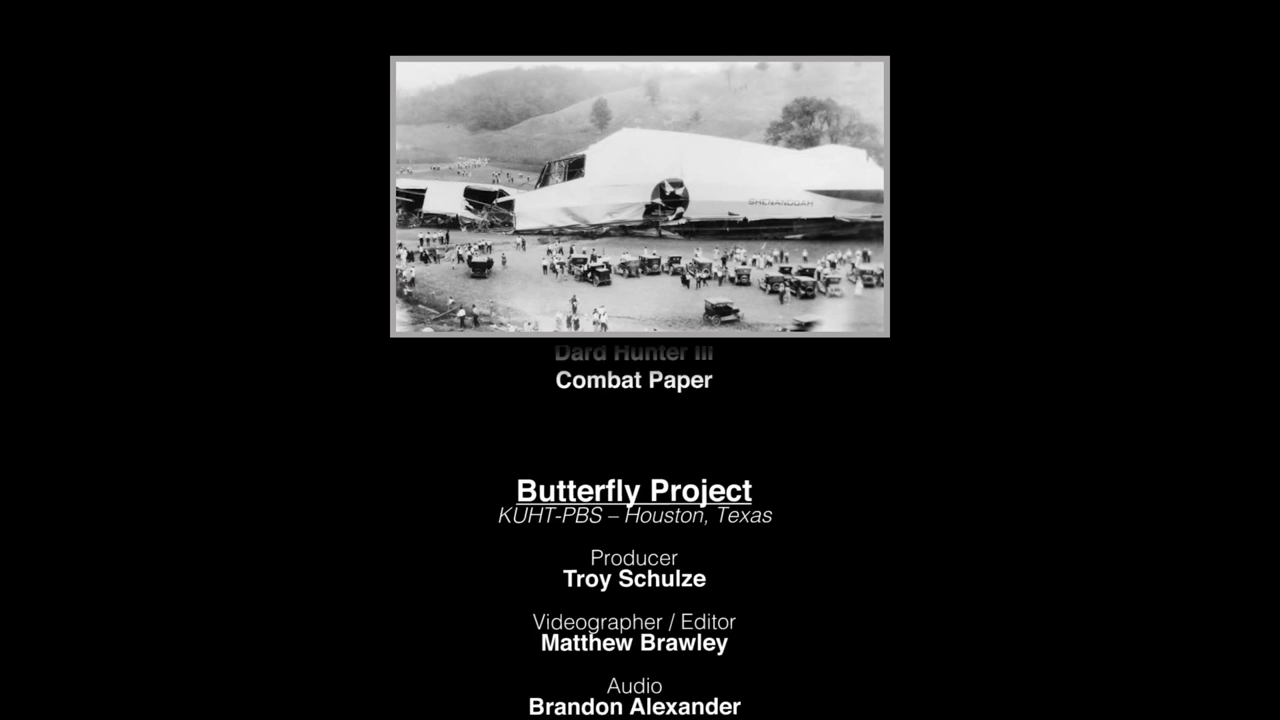 SHENANDOAH
Dard Hunter III
Combat Paper
Butterfly Project
KUHT-PBS – Houston, Texas
Producer
Troy Schulze
Videographer / Editor
Matthew Brawley
Audio
Brandon Alexander